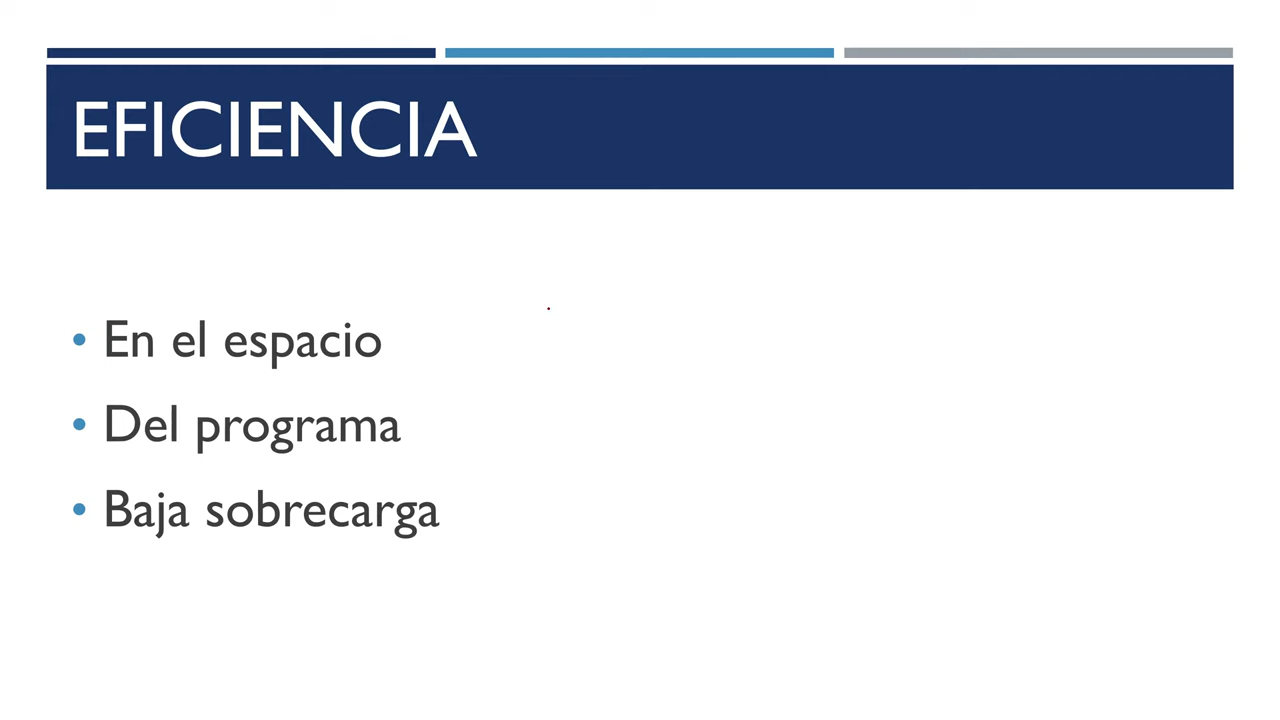 EFICIENCIA
• En el espacio
• Del programa
• Baja sobrecarga